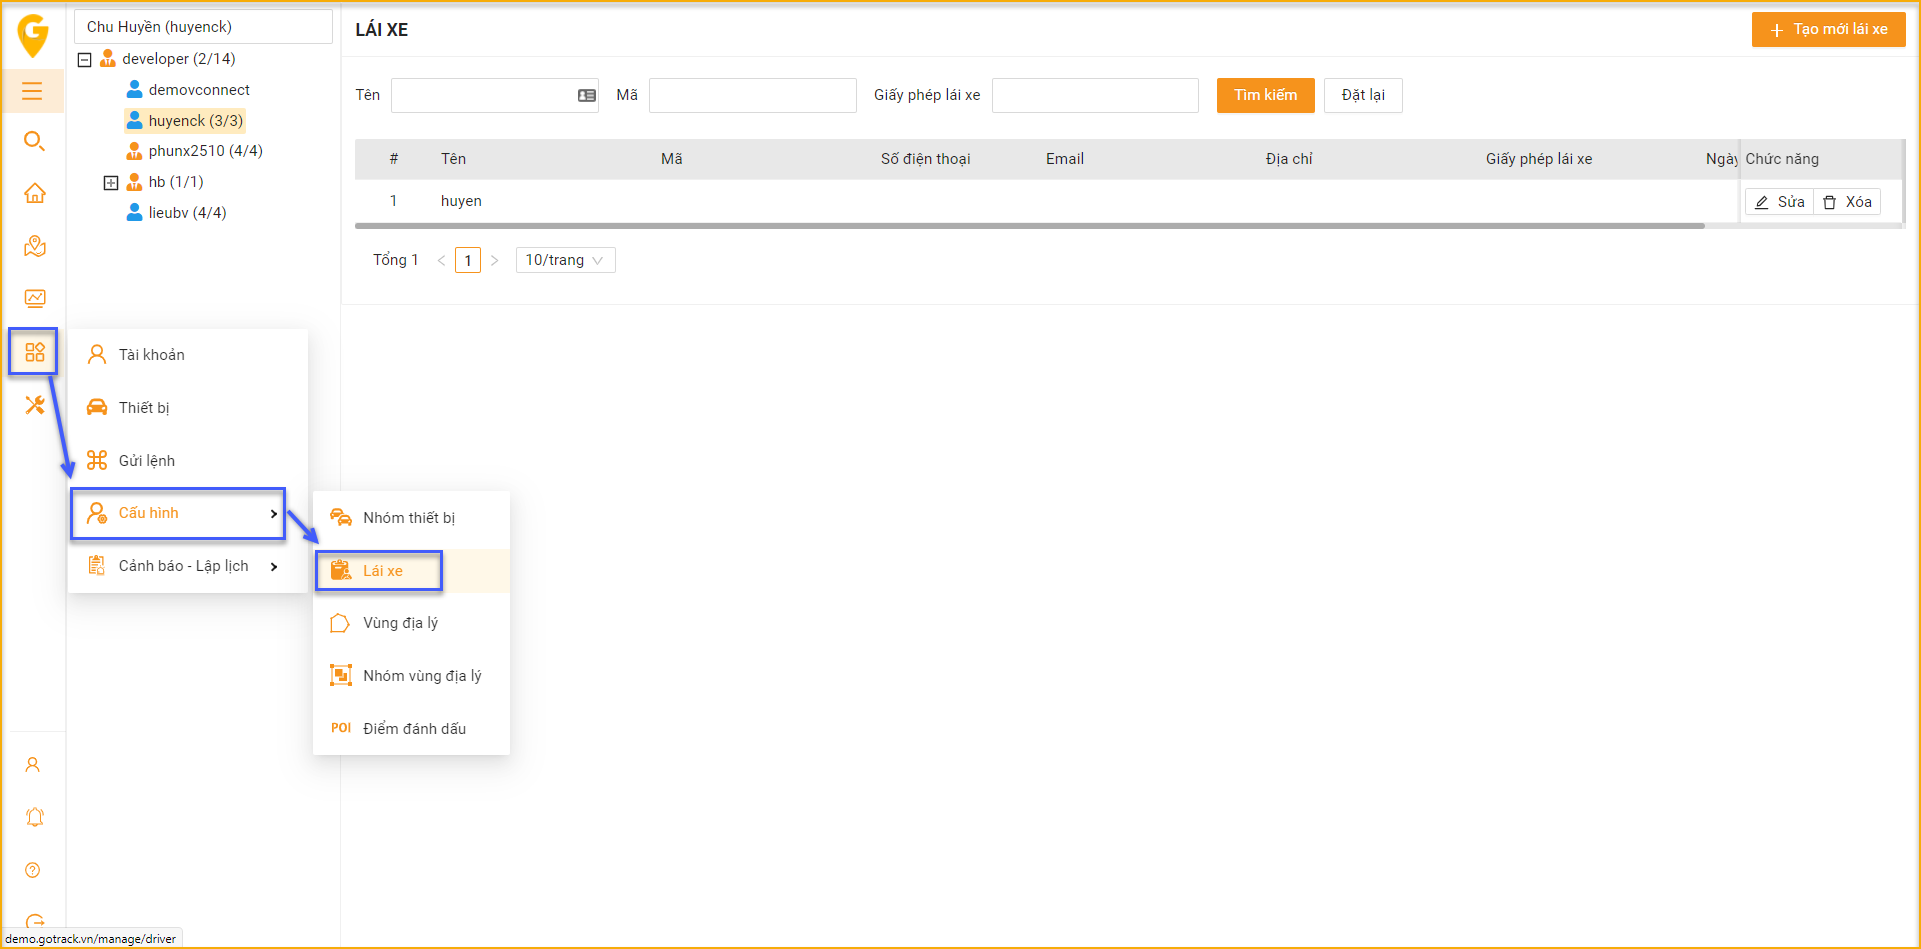 G
Chu Huyền (huyenck)
developer (2/14)
demovconnect
huyenck (3/3)
phunx2510 (4/4)
hb (1/1)
lieubv (4/4)
LÁI XE
Tạo mới lái xe
Tên
Mã
Giấy phép lái xe
Tìm kiếm
Đặt lại
# Tên Mã Số điện thoại Email Địa chỉ Giấy phép lái xe Ngày Chức năng
1 huyen Sửa Xóa
Tổng 1 < 1 > 10/trang
Tài khoản
Thiết bị
Gửi lệnh
Cấu hình
Cảnh báo - Lập lịch
Nhóm thiết bị
Lái xe
Vùng địa lý
Nhóm vùng địa lý
POI Điểm đánh dấu
demo.gotrack.vn/manage/driver